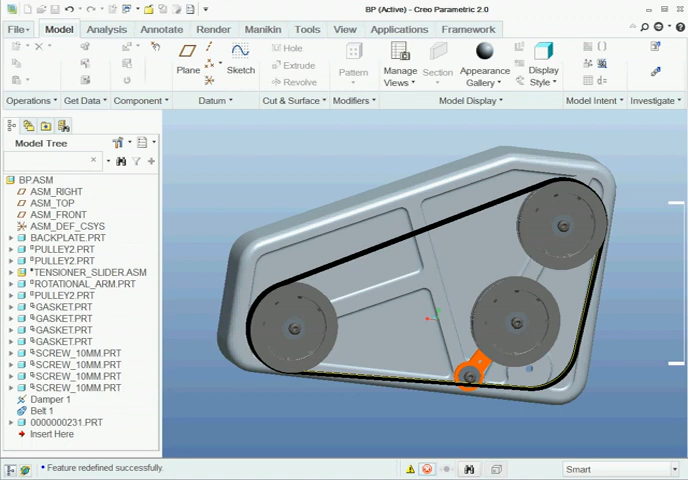 BP (Active) - Creo Parametric 2.0
File Model Analysis Annotate Render Manikin Tools View Applications Framework
Plane Sketch
Hole
Extrude
Revolve
Pattern
Manage Views
Section
Appearance Gallery
Display Style
Operations Get Data Component Datum Cut & Surface Modifiers Model Display Model Intent Investigate
Model Tree
BP.ASM
ASM_RIGHT
ASM_TOP
ASM_FRONT
ASM_DEF_CSYS
BACKPLATE.PRT
PULLEY2.PRT
PULLEY2.PRT
TENSIONER_SLIDER.ASM
ROTATIONAL_ARM.PRT
PULLEY2.PRT
GASKET.PRT
GASKET.PRT
GASKET.PRT
GASKET.PRT
SCREW_10MM.PRT
SCREW_10MM.PRT
SCREW_10MM.PRT
SCREW_10MM.PRT
Damper 1
Belt 1
0000000231.PRT
Insert Here
• Feature redefined successfully.
Smart